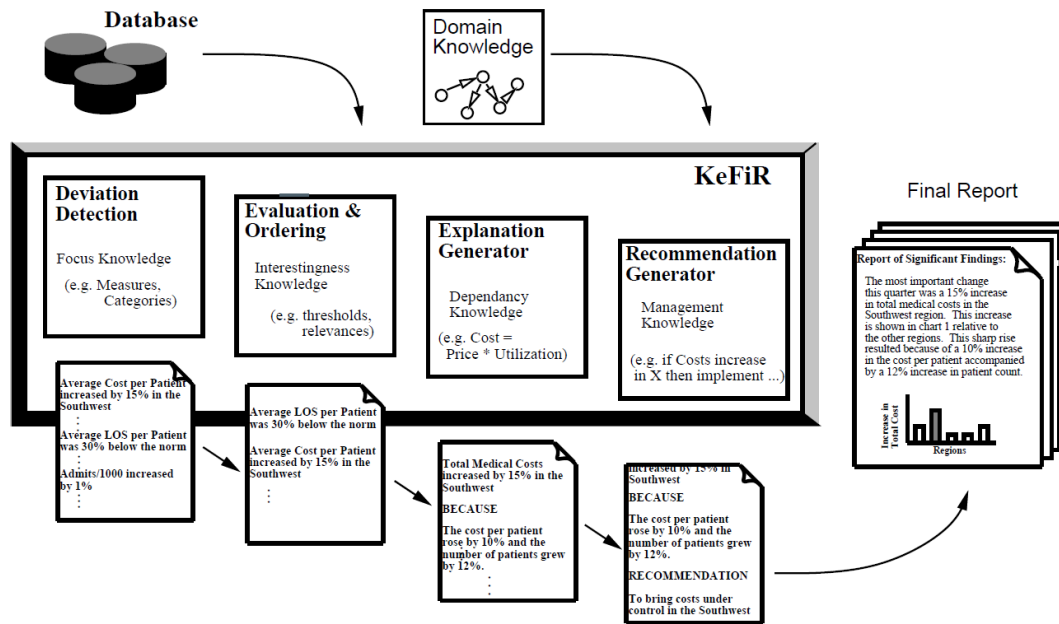 Database
Domain
Knowledge
KeFiR
Deviation
Detection
Focus Knowledge
(e.g. Measures,
Categories)
Evaluation &
Ordering
Interestingness
Knowledge
(e.g. thresholds,
relevances)
Explanation
Generator
Dependancy
Knowledge
(e.g. Cost =
Price * Utilization)
Recommendation
Generator
Management
Knowledge
(e.g. if Costs increase
in X then implement ...)
Average Cost per Patient
increased by 15% in the
Southwest
Average LOS per Patient
was 30% below the norm
Admits/1000 increased
by 1%
Average LOS per Patient
was 30% below the norm
Average Cost per Patient
increased by 15% in the
Southwest
Total Medical Costs
increased by 15% in the
Southwest
BECAUSE
The cost per patient
rose by 10% and the
number of patients grew
by 12%.
increased by 15% in the
Southwest
BECAUSE
The cost per patient
rose by 10% and the
number of patients grew
by 12%.
RECOMMENDATION
To bring costs under
control in the Southwest
Final Report
Report of Significant Findings:
The most important change
this quarter was a 15% increase
in total medical costs in the
Southwest region. This increase
is shown in chart 1 relative to
the other regions. This sharp rise
resulted because of a 10% increase
in the cost per patient accompanied
by a 12% increase in patient count.
Increase in
Total Cost
Regions